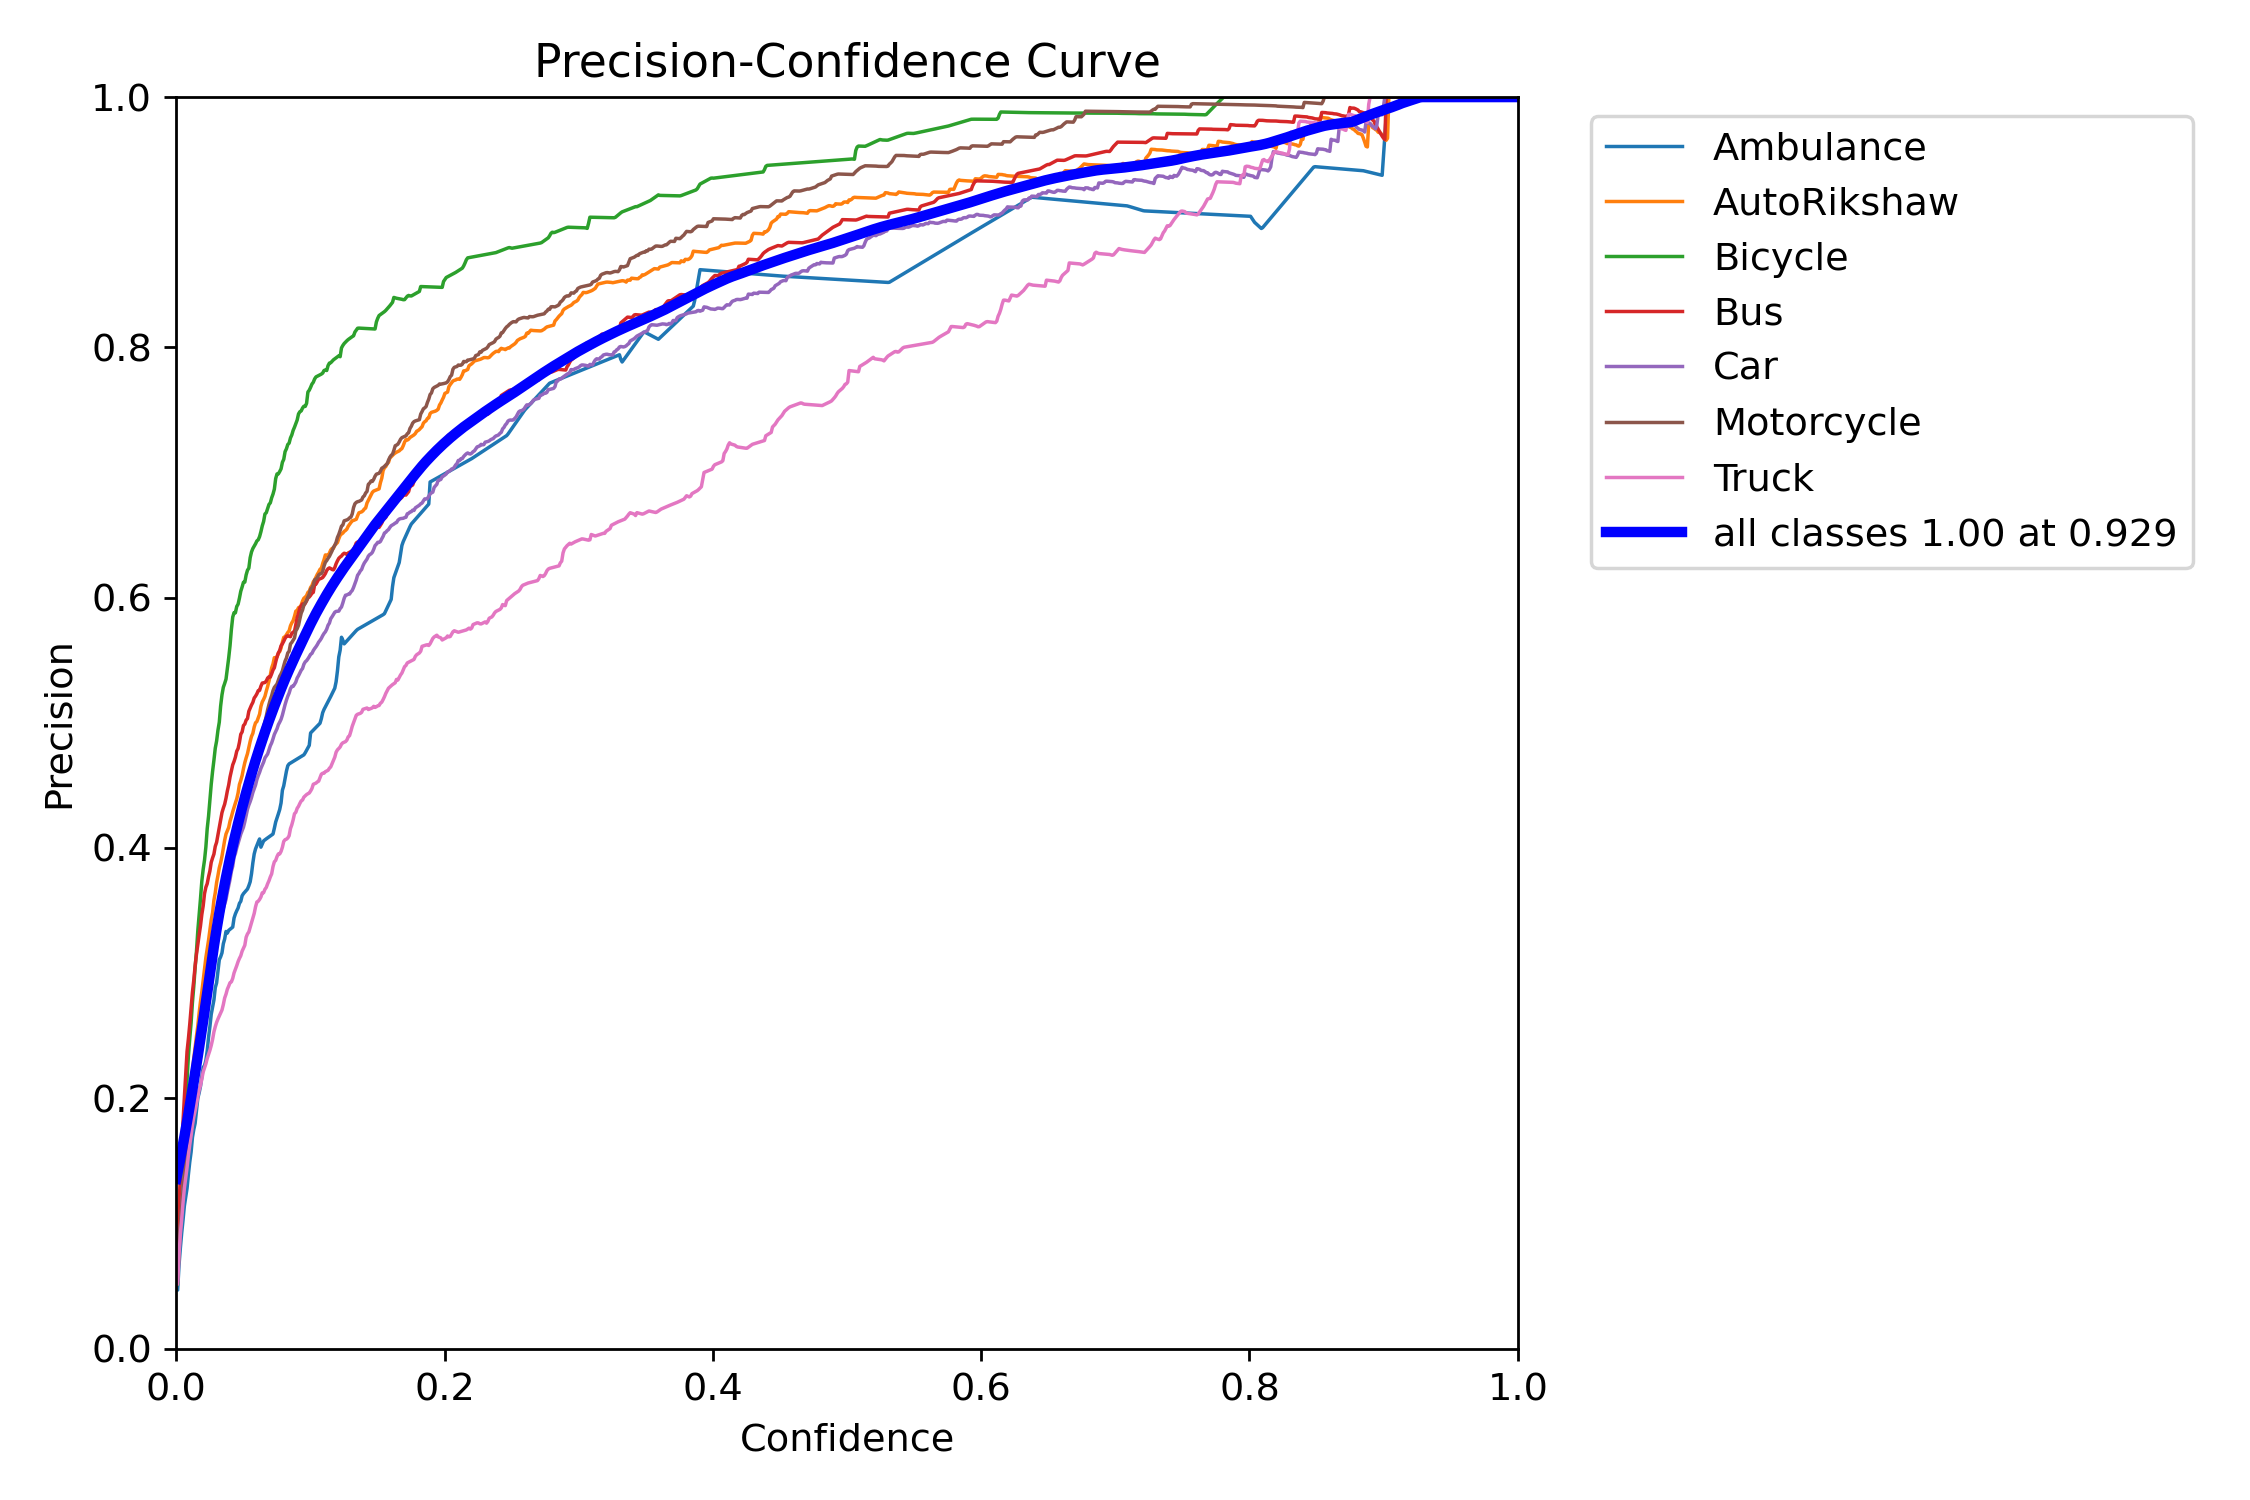 Precision-Confidence Curve
1.0
0.8
0.6
0.4
0.2
0.0
Precision
0.0 0.2 0.4 0.6 0.8 1.0
Confidence
Ambulance
AutoRikshaw
Bicycle
Bus
Car
Motorcycle
Truck
all classes 1.00 at 0.929